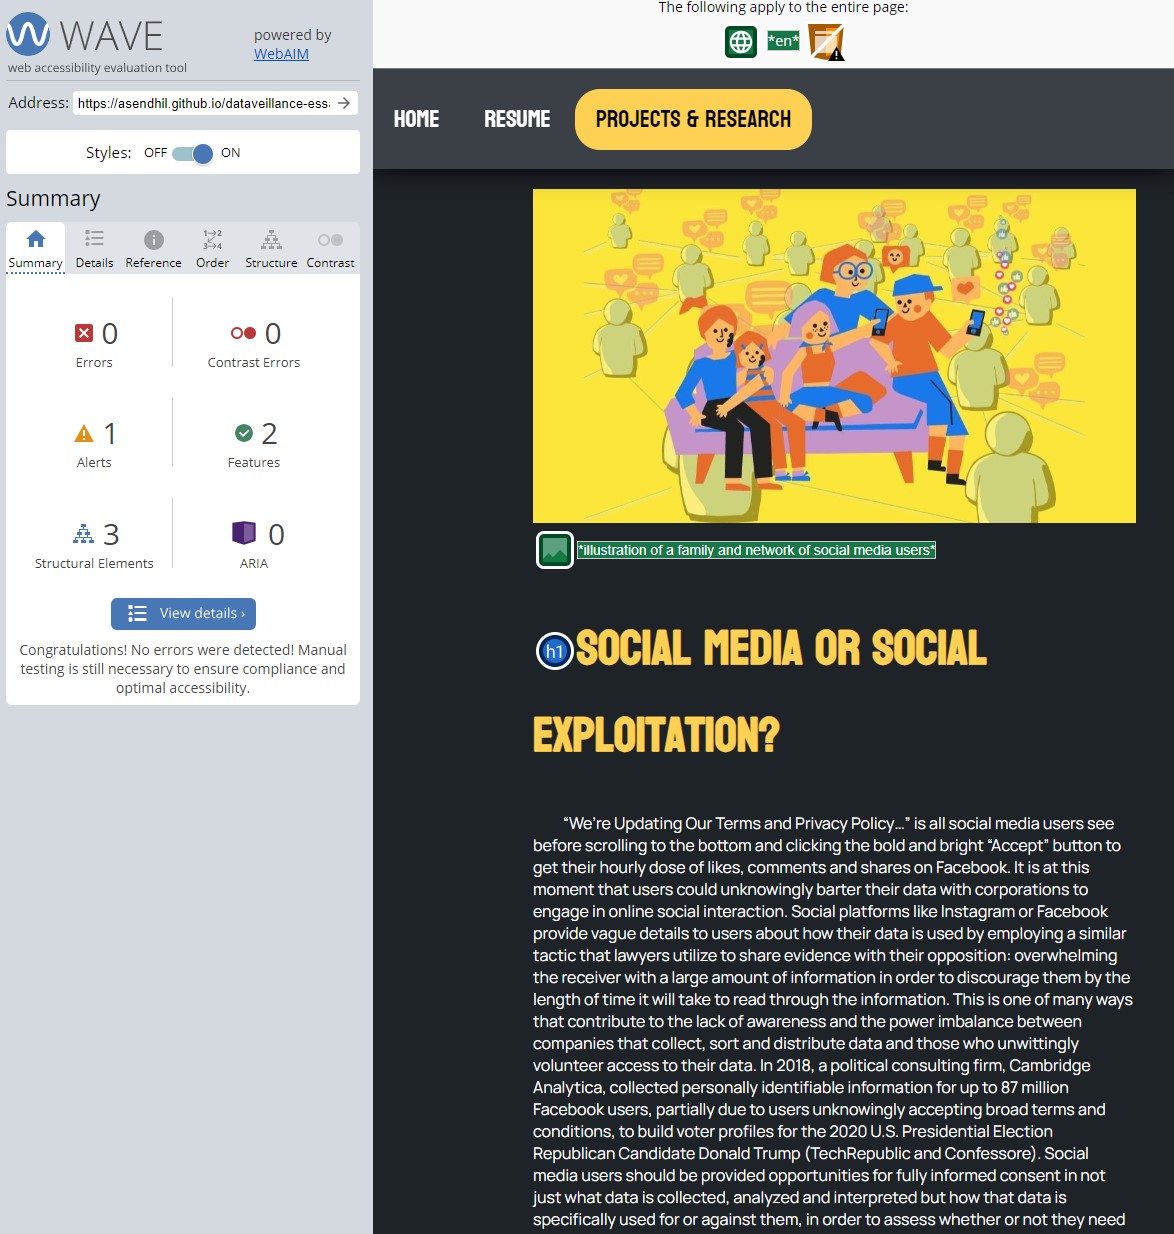 WAVE
powered by
WebAIM
web accessibility evaluation tool
Address: https://asendhil.github.io/dataveillance-ess
Styles: OFF ON
Summary
Summary Details Reference Order Structure Contrast
1→2
3→4
0 Errors
0 Contrast Errors
1 Alerts
2 Features
3 Structural Elements
0 ARIA
View details ›
Congratulations! No errors were detected! Manual
testing is still necessary to ensure compliance and
optimal accessibility.
The following apply to the entire page:
*en*
HOME RESUME PROJECTS & RESEARCH
*illustration of a family and network of social media users*
h1 SOCIAL MEDIA OR SOCIAL
EXPLOITATION?
“We’re Updating Our Terms and Privacy Policy…” is all social media users see
before scrolling to the bottom and clicking the bold and bright “Accept” button to
get their hourly dose of likes, comments and shares on Facebook. It is at this
moment that users could unknowingly barter their data with corporations to
engage in online social interaction. Social platforms like Instagram or Facebook
provide vague details to users about how their data is used by employing a similar
tactic that lawyers utilize to share evidence with their opposition: overwhelming
the receiver with a large amount of information in order to discourage them by the
length of time it will take to read through the information. This is one of many ways
that contribute to the lack of awareness and the power imbalance between
companies that collect, sort and distribute data and those who unwittingly
volunteer access to their data. In 2018, a political consulting firm, Cambridge
Analytica, collected personally identifiable information for up to 87 million
Facebook users, partially due to users unknowingly accepting broad terms and
conditions, to build voter profiles for the 2020 U.S. Presidential Election
Republican Candidate Donald Trump (TechRepublic and Confessore). Social
media users should be provided opportunities for fully informed consent in not
just what data is collected, analyzed and interpreted but how that data is
specifically used for or against them, in order to assess whether or not they need